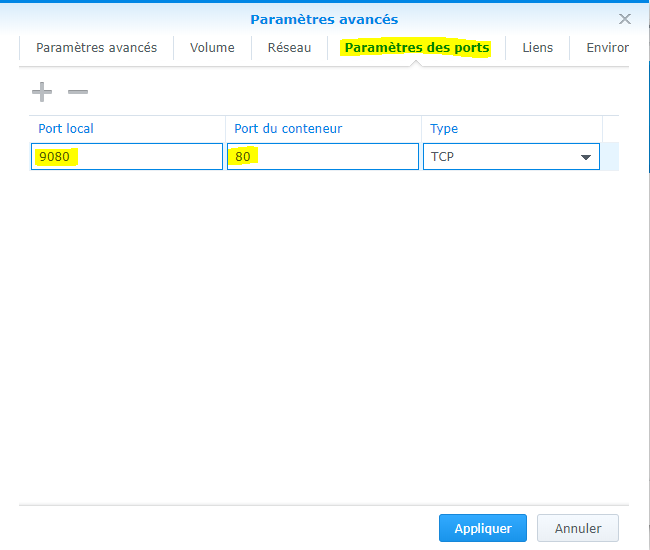 Paramètres avancés
Paramètres avancés Volume Réseau Paramètres des ports Liens Environ
Port local Port du conteneur Type
9080 80 TCP
Appliquer Annuler